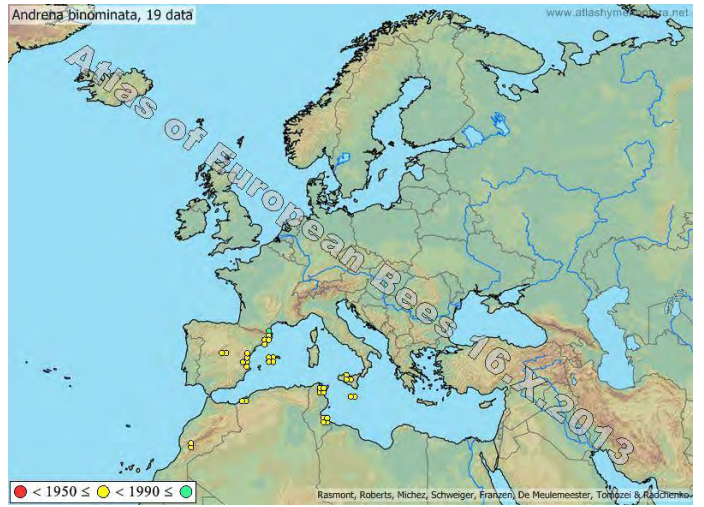 Andrena binominata, 19 data
www.atlashymenoptera.net
Atlas of European Bees 16.X.2013
< 1950 ≤ < 1990 ≤
Rasmont, Roberts, Michez, Schweiger, Franzen, De Meulemeester, Tomozei & Radchenko